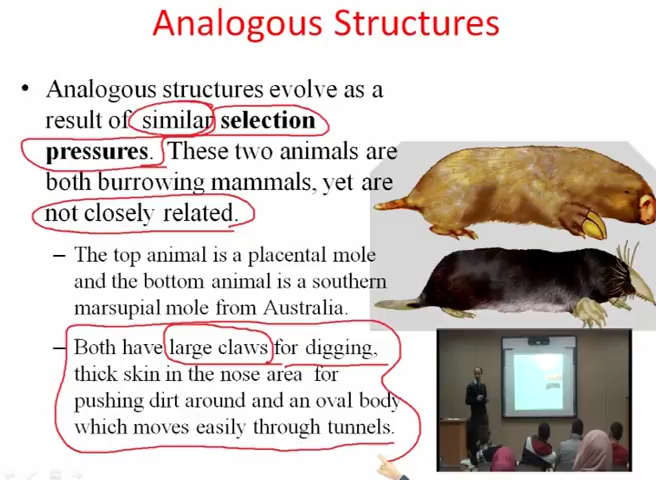 Analogous Structures
• Analogous structures evolve as a
result of similar selection
pressures. These two animals are
both burrowing mammals, yet are
not closely related.
– The top animal is a placental mole
and the bottom animal is a southern
marsupial mole from Australia.
– Both have large claws for digging,
thick skin in the nose area for
pushing dirt around and an oval body
which moves easily through tunnels.